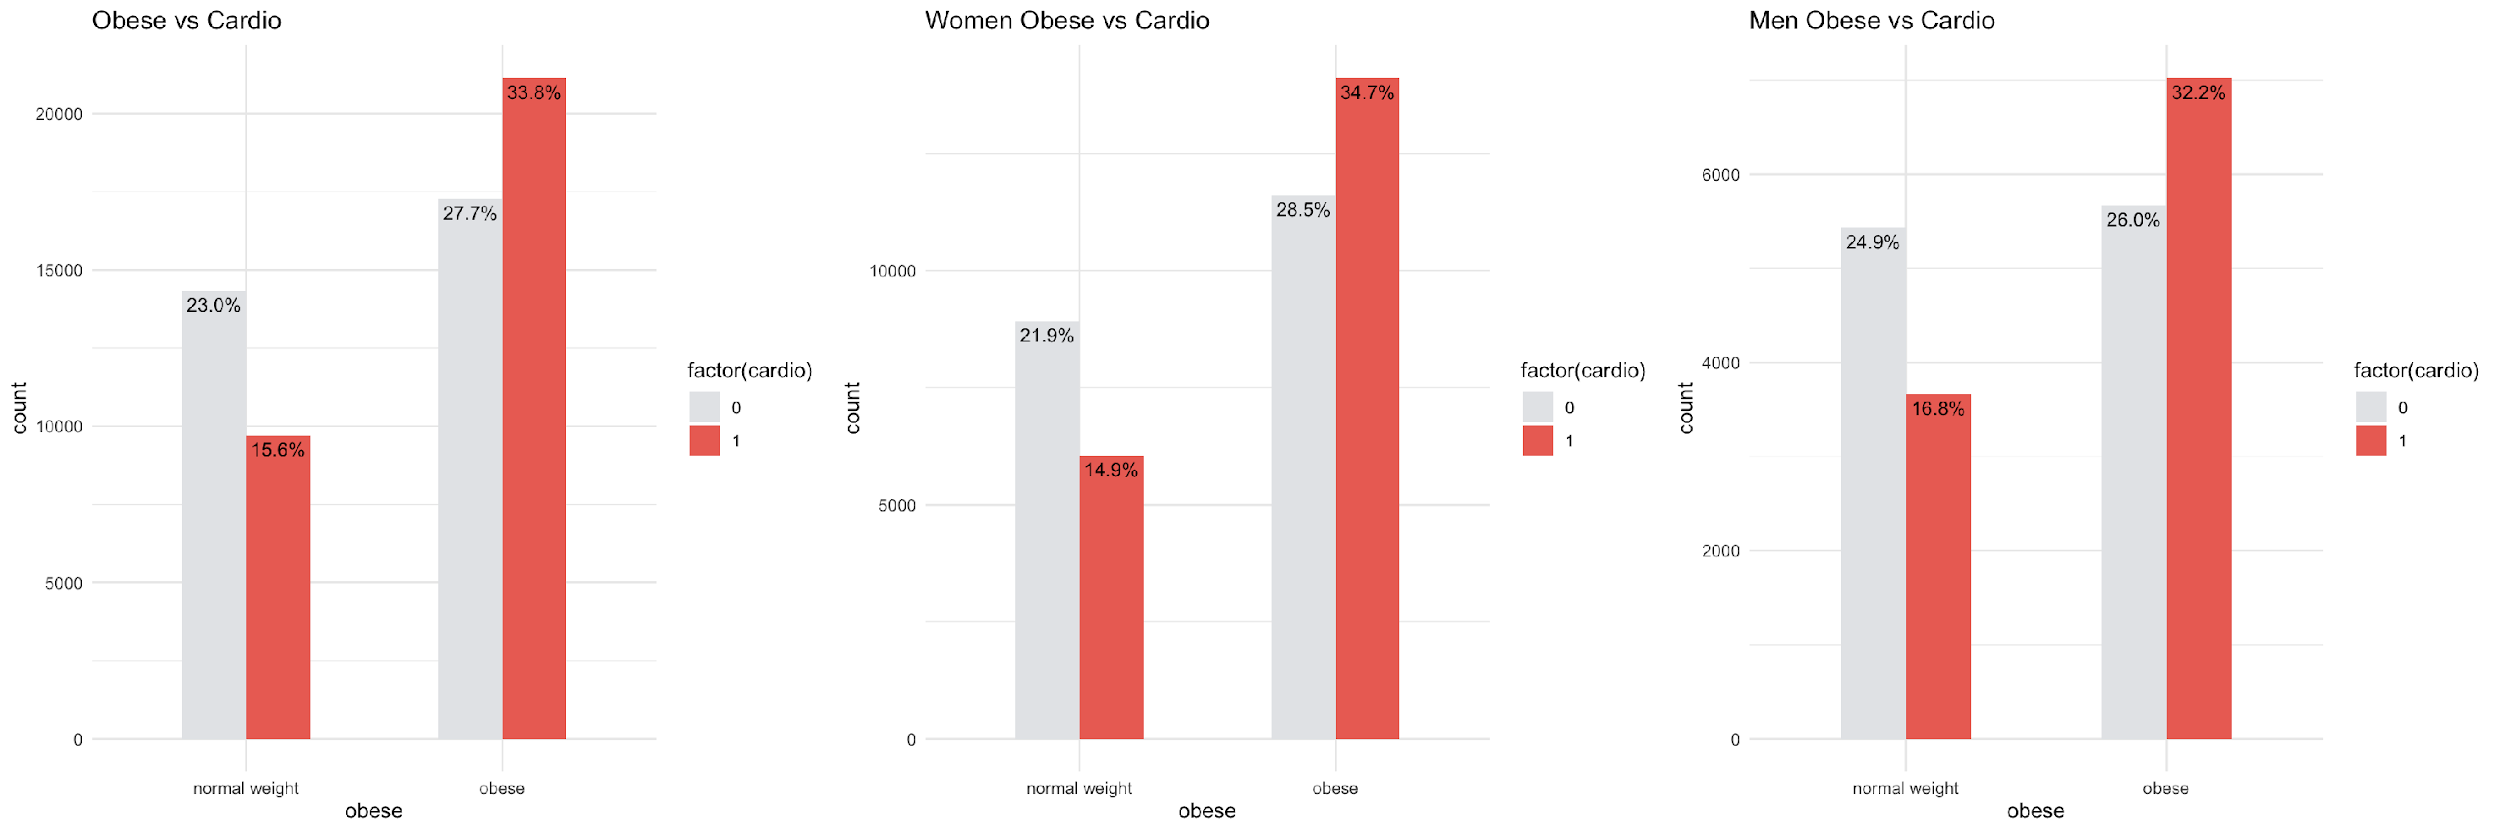 Obese vs Cardio
count
20000
15000
10000
5000
0
23.0%
15.6%
27.7%
33.8%
normal weight
obese
obese
factor(cardio)
0
1
Women Obese vs Cardio
count
10000
5000
0
21.9%
14.9%
28.5%
34.7%
normal weight
obese
obese
factor(cardio)
0
1
Men Obese vs Cardio
count
6000
4000
2000
0
24.9%
16.8%
26.0%
32.2%
normal weight
obese
obese
factor(cardio)
0
1